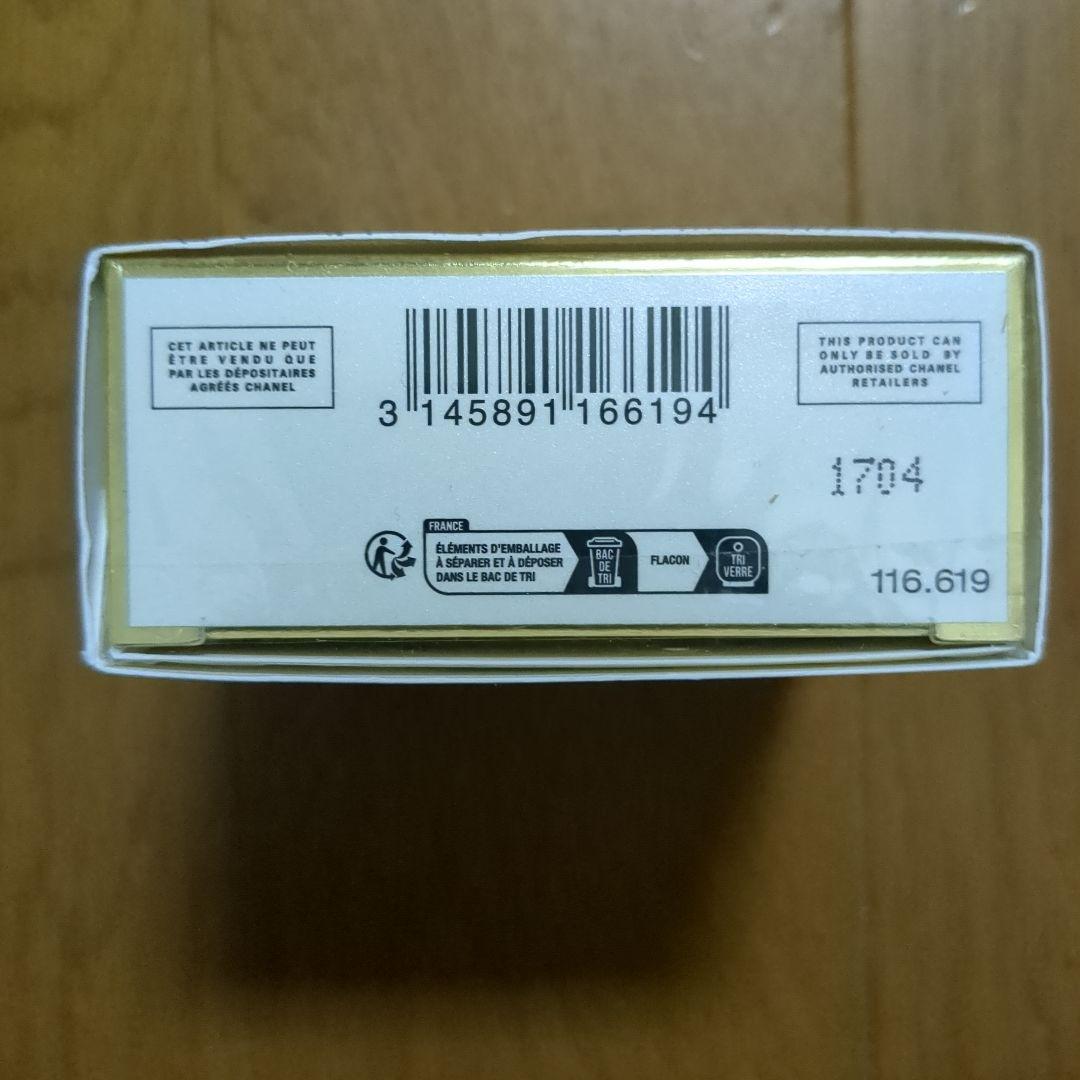 CET ARTICLE NE PEUT
ÊTRE VENDU QUE
PAR LES DÉPOSITAIRES
AGRÉÉS CHANEL
3 145891 166194
THIS PRODUCT CAN
ONLY BE SOLD BY
AUTHORISED CHANEL
RETAILERS
1704
FRANCE
ÉLÉMENTS D'EMBALLAGE
À SÉPARER ET À DÉPOSER
DANS LE BAC DE TRI
BAC
DE
TRI
FLACON
TRI
VERRE
116.619